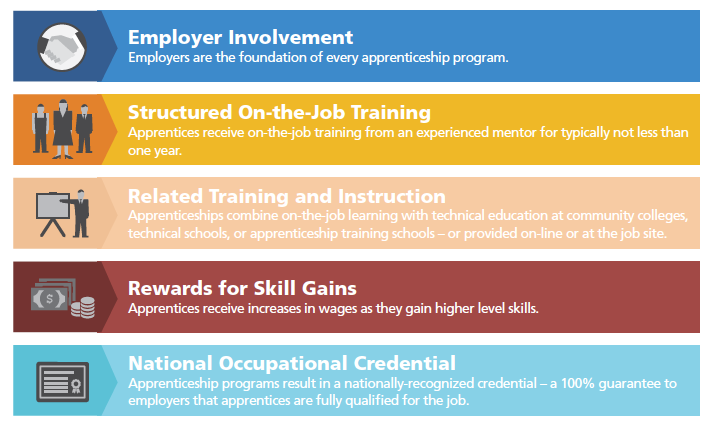 Employer Involvement
Employers are the foundation of every apprenticeship program.
Structured On-the-Job Training
Apprentices receive on-the-job training from an experienced mentor for typically not less than
one year.
Related Training and Instruction
Apprenticeships combine on-the-job learning with technical education at community colleges,
technical schools, or apprenticeship training schools – or provided on-line or at the job site.
$
Rewards for Skill Gains
Apprentices receive increases in wages as they gain higher level skills.
National Occupational Credential
Apprenticeship programs result in a nationally-recognized credential – a 100% guarantee to
employers that apprentices are fully qualified for the job.